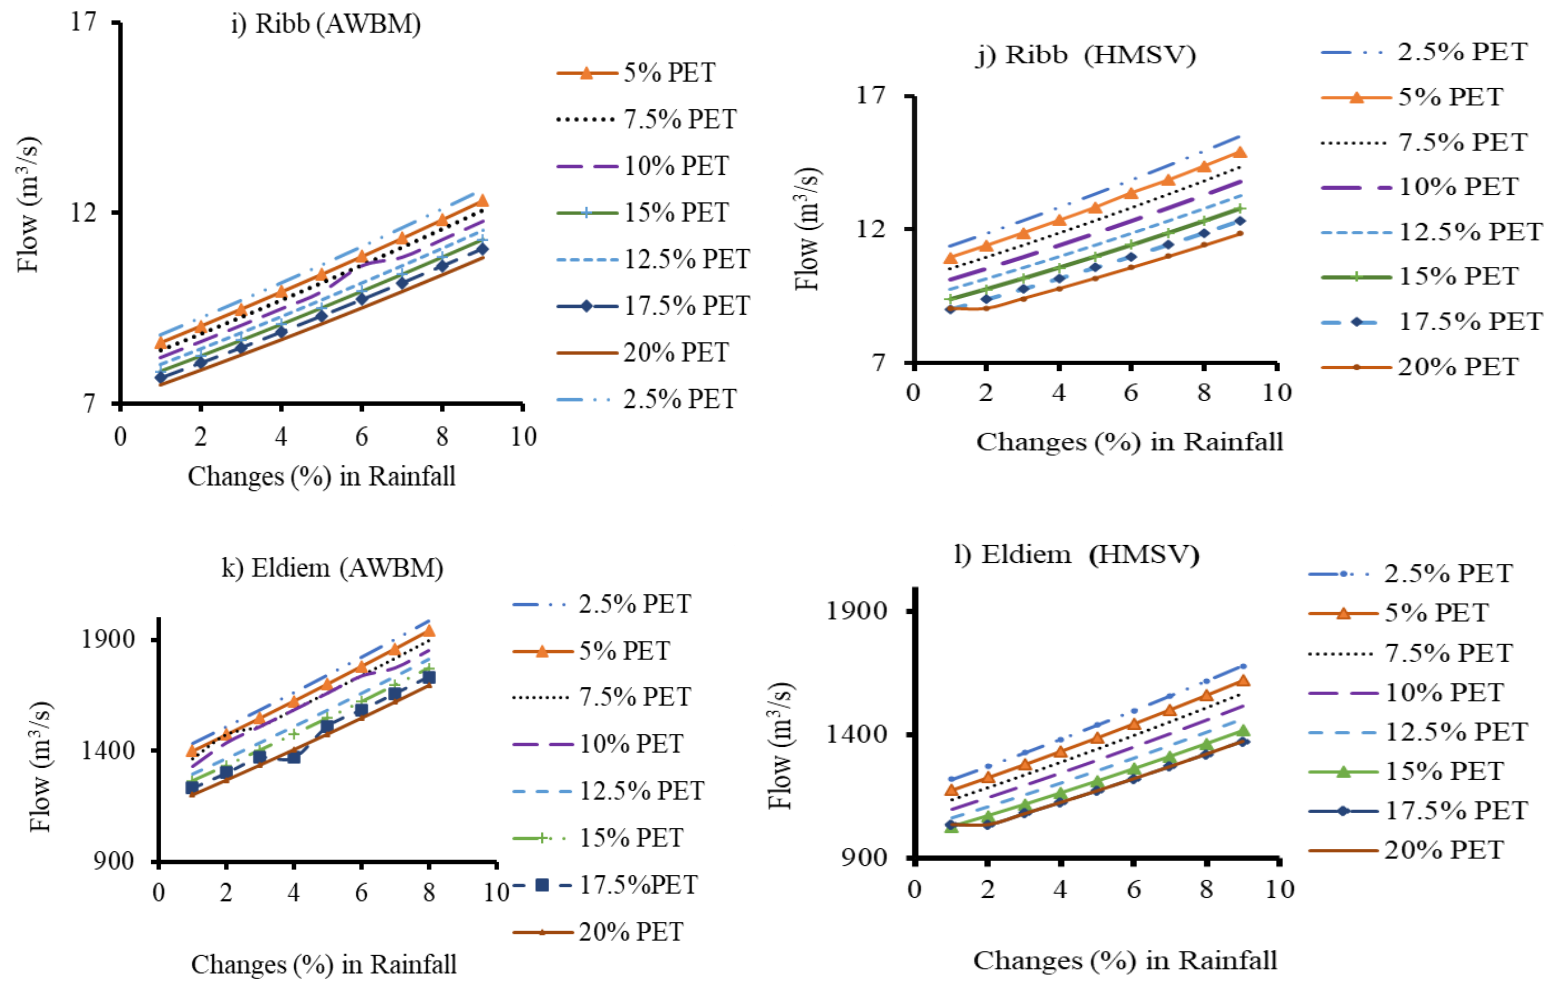 i) Ribb (AWBM)
17
12
7
Flow (m³/s)
0 2 4 6 8 10
Changes (%) in Rainfall
5% PET
7.5% PET
10% PET
15% PET
12.5% PET
17.5% PET
20% PET
2.5% PET
j) Ribb (HMSV)
17
12
7
Flow (m³/s)
0 2 4 6 8 10
Changes (%) in Rainfall
2.5% PET
5% PET
7.5% PET
10% PET
12.5% PET
15% PET
17.5% PET
20% PET
k) Eldiem (AWBM)
1900
1400
900
Flow (m³/s)
0 2 4 6 8 10
Changes (%) in Rainfall
2.5% PET
5% PET
7.5% PET
10% PET
12.5% PET
15% PET
17.5%PET
20% PET
l) Eldiem (HMSV)
1900
1400
900
Flow (m³/s)
0 2 4 6 8 10
Changes (%) in Rainfall
2.5% PET
5% PET
7.5% PET
10% PET
12.5% PET
15% PET
17.5% PET
20% PET